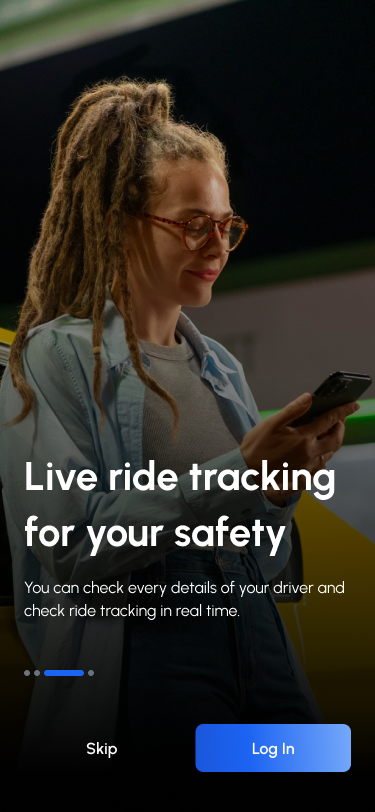 Live ride tracking
for your safety
You can check every details of your driver and
check ride tracking in real time.
Skip
Log In